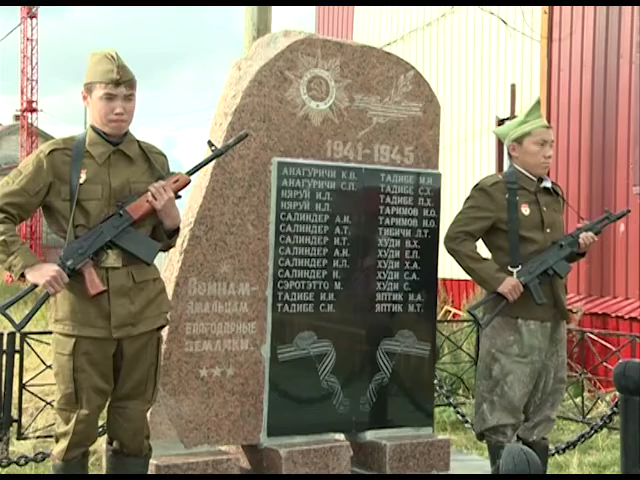 1941-1945
АНАГУРИЧИ К.В.
АНАГУРИЧИ С.П.
НЯРУЙ И.Л.
НЯРУЙ Н.Л.
САЛИНДЕР А.И.
САЛИНДЕР А.Т.
САЛИНДЕР И.Т.
САЛИНДЕР А.Н.
САЛИНДЕР И.Л.
САЛИНДЕР Н.
СЭРОТЭТТО М.
ТАДИБЕ И.И.
ТАДИБЕ С.И.
ТАДИБЕ М.Н.
ТАДИБЕ С.Х.
ТАДИБЕ П.Х.
ТАРИМОВ И.О.
ТАРИМОВ Н.О.
ТИБИЧИ Л.Т.
ХУДИ В.Х.
ХУДИ Е.П.
ХУДИ Х.А.
ХУДИ С.А.
ХУДИ С.
ЯПТИК И.А.
ЯПТИК И.Т.
Воинам-
ямальцам
благодарные
земляки.